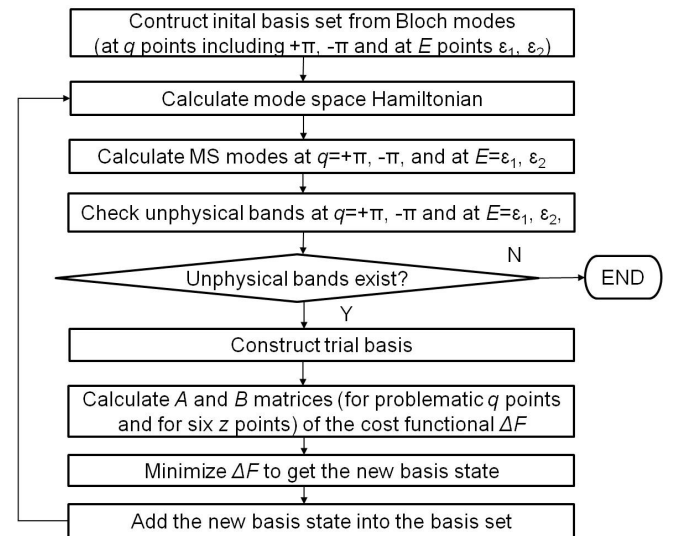 Contruct inital basis set from Bloch modes
(at q points including +π, -π and at E points ε₁, ε₂)
Calculate mode space Hamiltonian
Calculate MS modes at q=+π, -π, and at E=ε₁, ε₂
Check unphysical bands at q=+π, -π and at E=ε₁, ε₂,
Unphysical bands exist?
N
END
Y
Construct trial basis
Calculate A and B matrices (for problematic q points
and for six z points) of the cost functional ΔF
Minimize ΔF to get the new basis state
Add the new basis state into the basis set